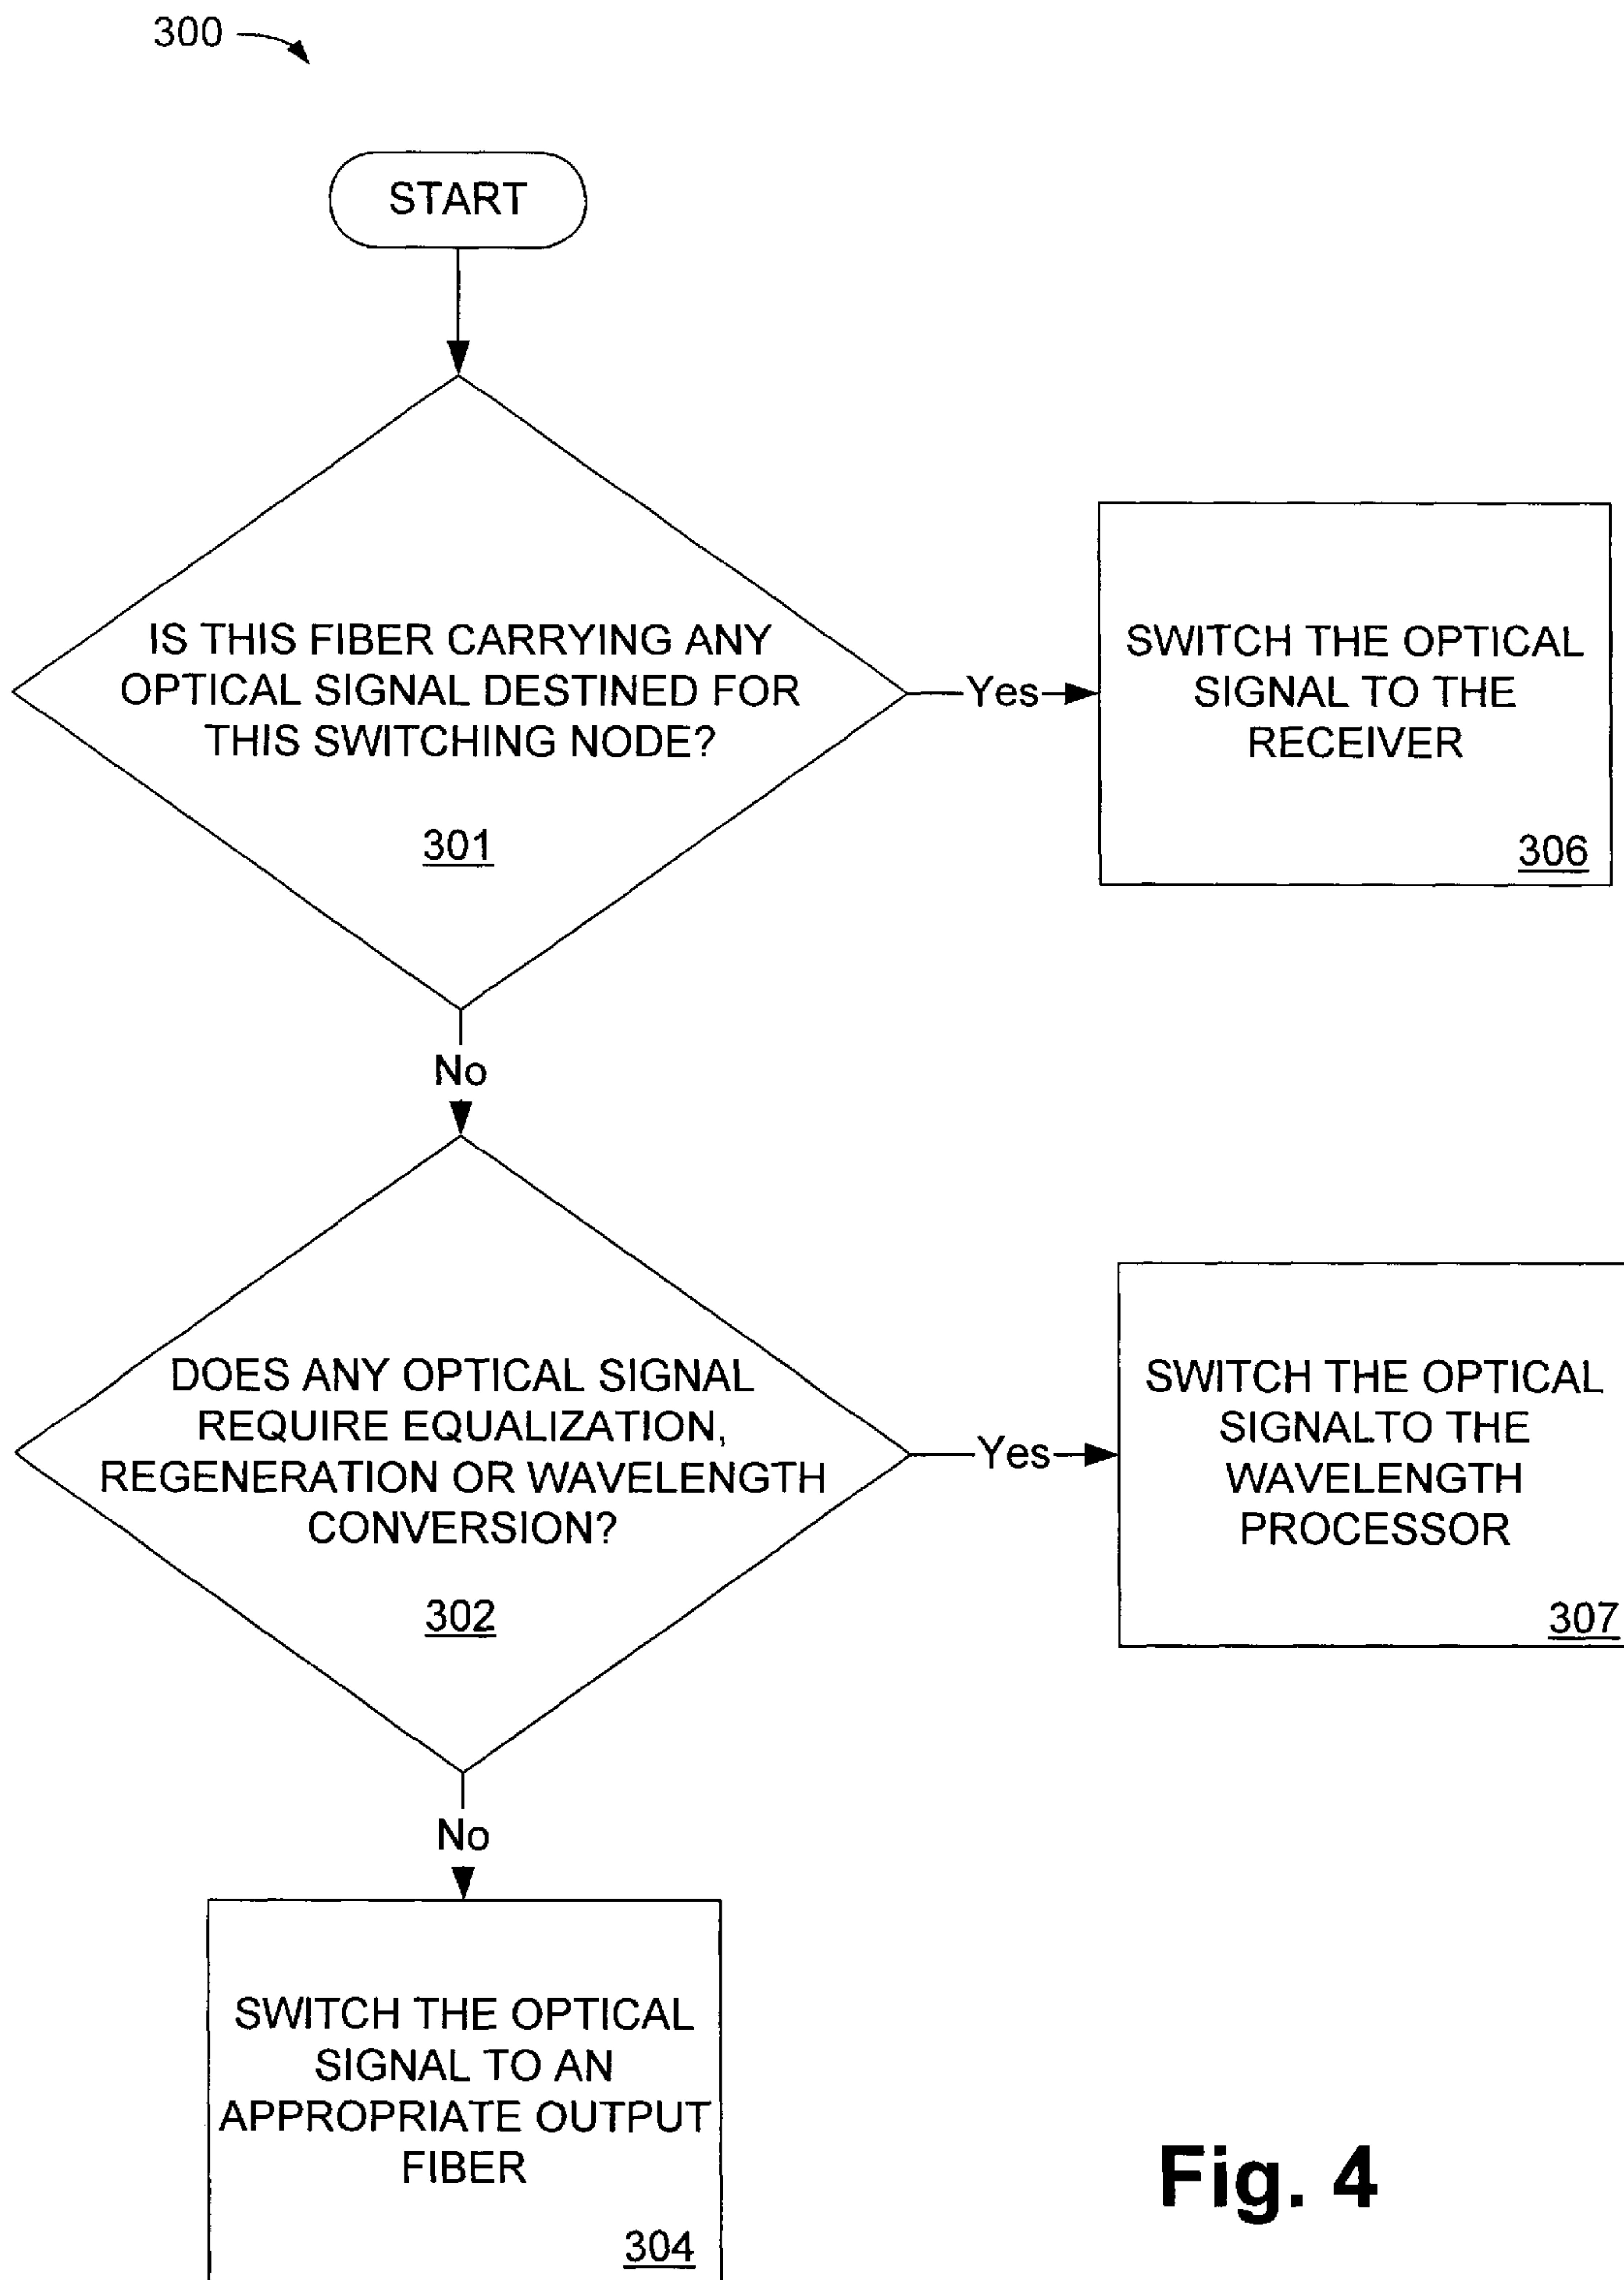 300
START
IS THIS FIBER CARRYING ANY
OPTICAL SIGNAL DESTINED FOR
THIS SWITCHING NODE?
301
Yes
SWITCH THE OPTICAL
SIGNAL TO THE
RECEIVER
306
No
DOES ANY OPTICAL SIGNAL
REQUIRE EQUALIZATION,
REGENERATION OR WAVELENGTH
CONVERSION?
302
Yes
SWITCH THE OPTICAL
SIGNALTO THE
WAVELENGTH
PROCESSOR
307
No
SWITCH THE OPTICAL
SIGNAL TO AN
APPROPRIATE OUTPUT
FIBER
304
Fig. 4